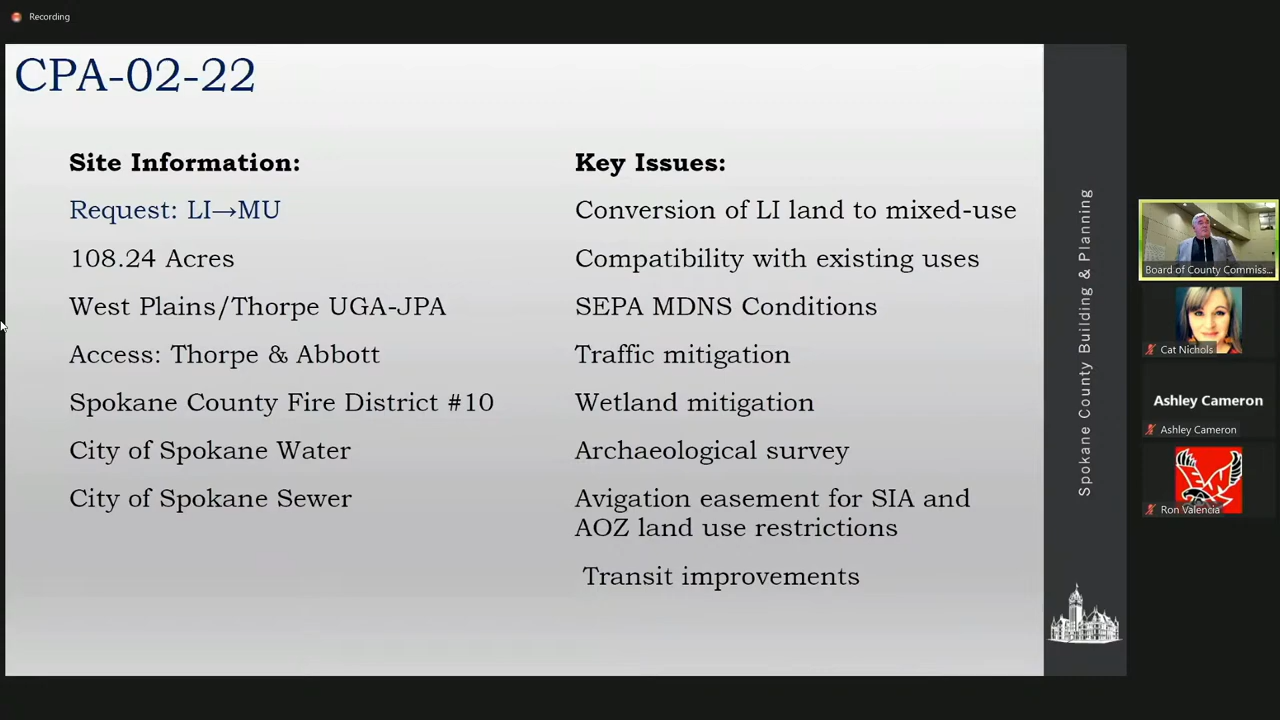 Recording
CPA-02-22
Site Information:
Request: LI→MU
108.24 Acres
West Plains/Thorpe UGA-JPA
Access: Thorpe & Abbott
Spokane County Fire District #10
City of Spokane Water
City of Spokane Sewer
Key Issues:
Conversion of LI land to mixed-use
Compatibility with existing uses
SEPA MDNS Conditions
Traffic mitigation
Wetland mitigation
Archaeological survey
Avigation easement for SIA and
AOZ land use restrictions
Transit improvements
Spokane County Building & Planning
Board of County Commiss...
Cat Nichols
Ashley Cameron
Ashley Cameron
Ron Valencia